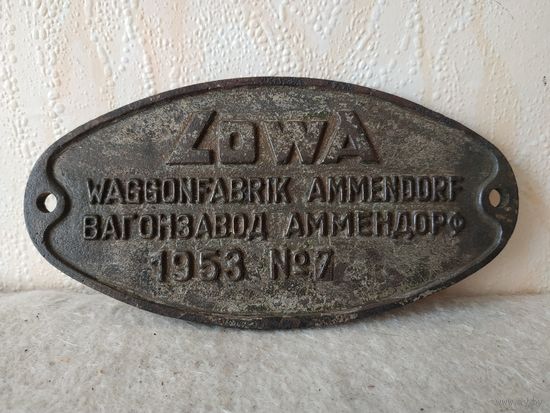 LOWA
WAGGONFABRIK AMMENDORF
ВАГОНЗАВОД АММЕНДОРФ
1953 №7